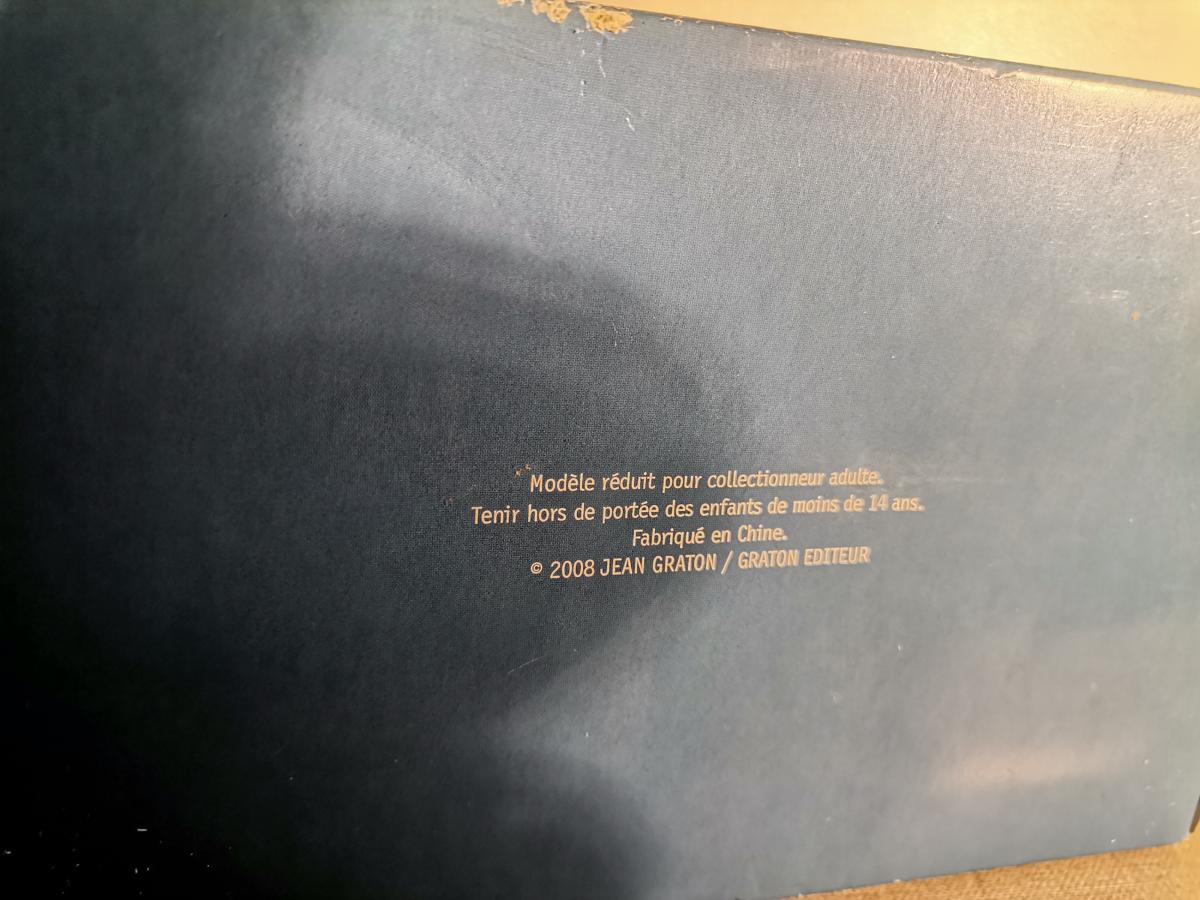 Modèle réduit pour collectionneur adulte.
Tenir hors de portée des enfants de moins de 14 ans.
Fabriqué en Chine.
© 2008 JEAN GRATON / GRATON EDITEUR